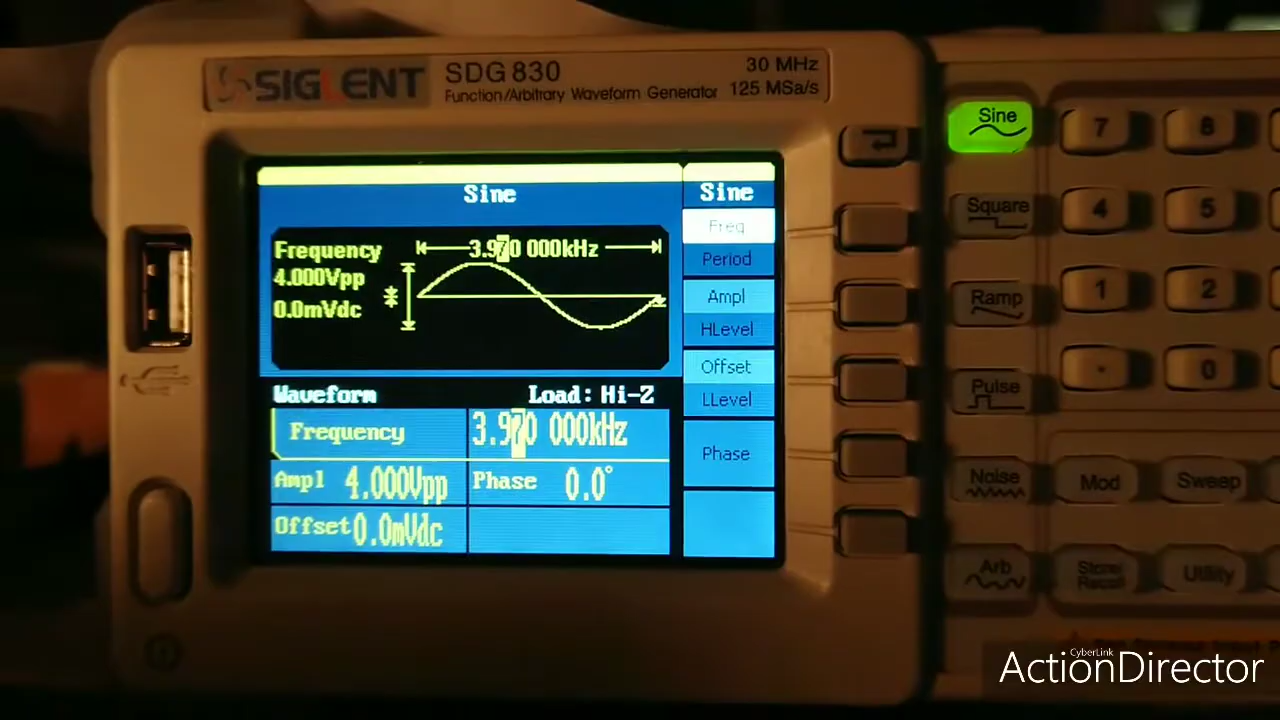 SIGLENT
SDG 830
30 MHz
Function/Arbitrary Waveform Generator
125 MSa/s
Sine
Sine
Frequency
3.970 000kHz
4.000Vpp
0.0mVdc
Waveform
Load: Hi-Z
Frequency
3.970 000kHz
Ampl 4.000Vpp
Phase 0.0°
Offset 0.0mVdc
Freq
Period
Ampl
HLevel
Offset
LLevel
Phase
Sine
7
8
Square
4
5
Ramp
1
2
Pulse
.
0
Noise
Mod
Sweep
Arb
Store/
Recall
Utility
CyberLink
ActionDirector